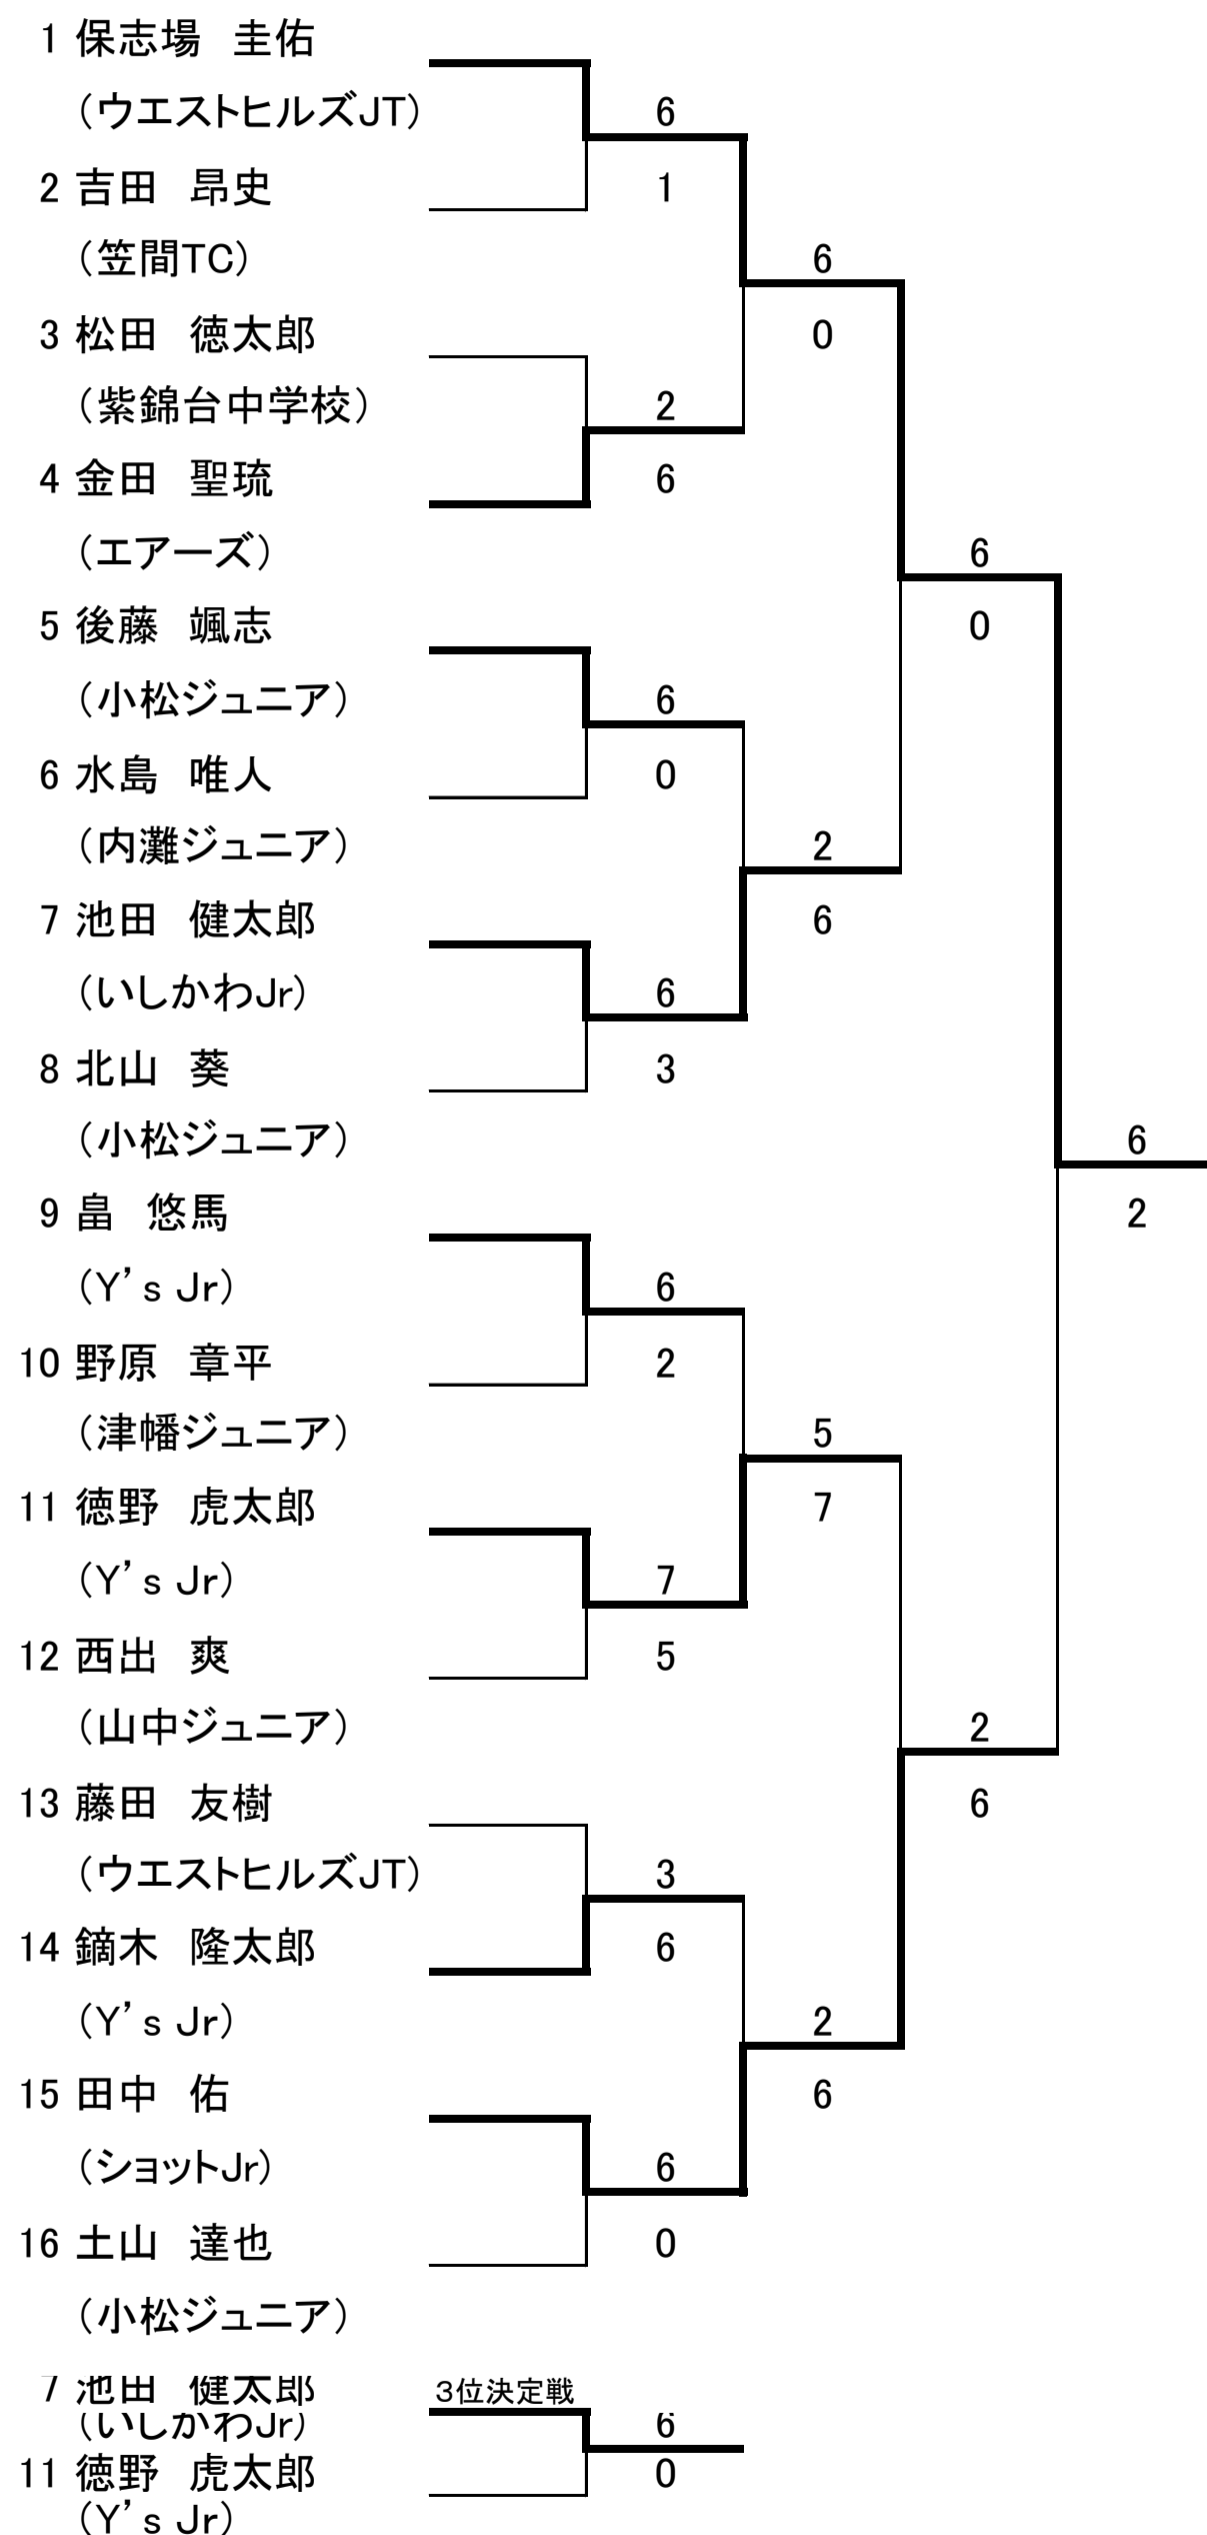 1 保志場 圭佑
(ウエストヒルズJT)
6
2 吉田 昂史
1
(笠間TC)
6
3 松田 徳太郎
0
(紫錦台中学校)
2
4 金田 聖琉
6
(エアーズ)
6
5 後藤 颯志
0
(小松ジュニア)
6
6 水島 唯人
0
(内灘ジュニア)
2
7 池田 健太郎
6
(いしかわJr)
6
8 北山 葵
3
(小松ジュニア)
6
9 畠 悠馬
2
(Y's Jr)
6
10 野原 章平
2
(津幡ジュニア)
5
11 徳野 虎太郎
7
(Y's Jr)
7
12 西出 爽
5
(山中ジュニア)
2
13 藤田 友樹
6
(ウエストヒルズJT)
3
14 鏑木 隆太郎
6
(Y's Jr)
2
15 田中 佑
6
(ショットJr)
6
16 土山 達也
0
(小松ジュニア)
7 池田 健太郎
3位決定戦
(いしかわJr)
6
11 徳野 虎太郎
0
(Y's Jr)